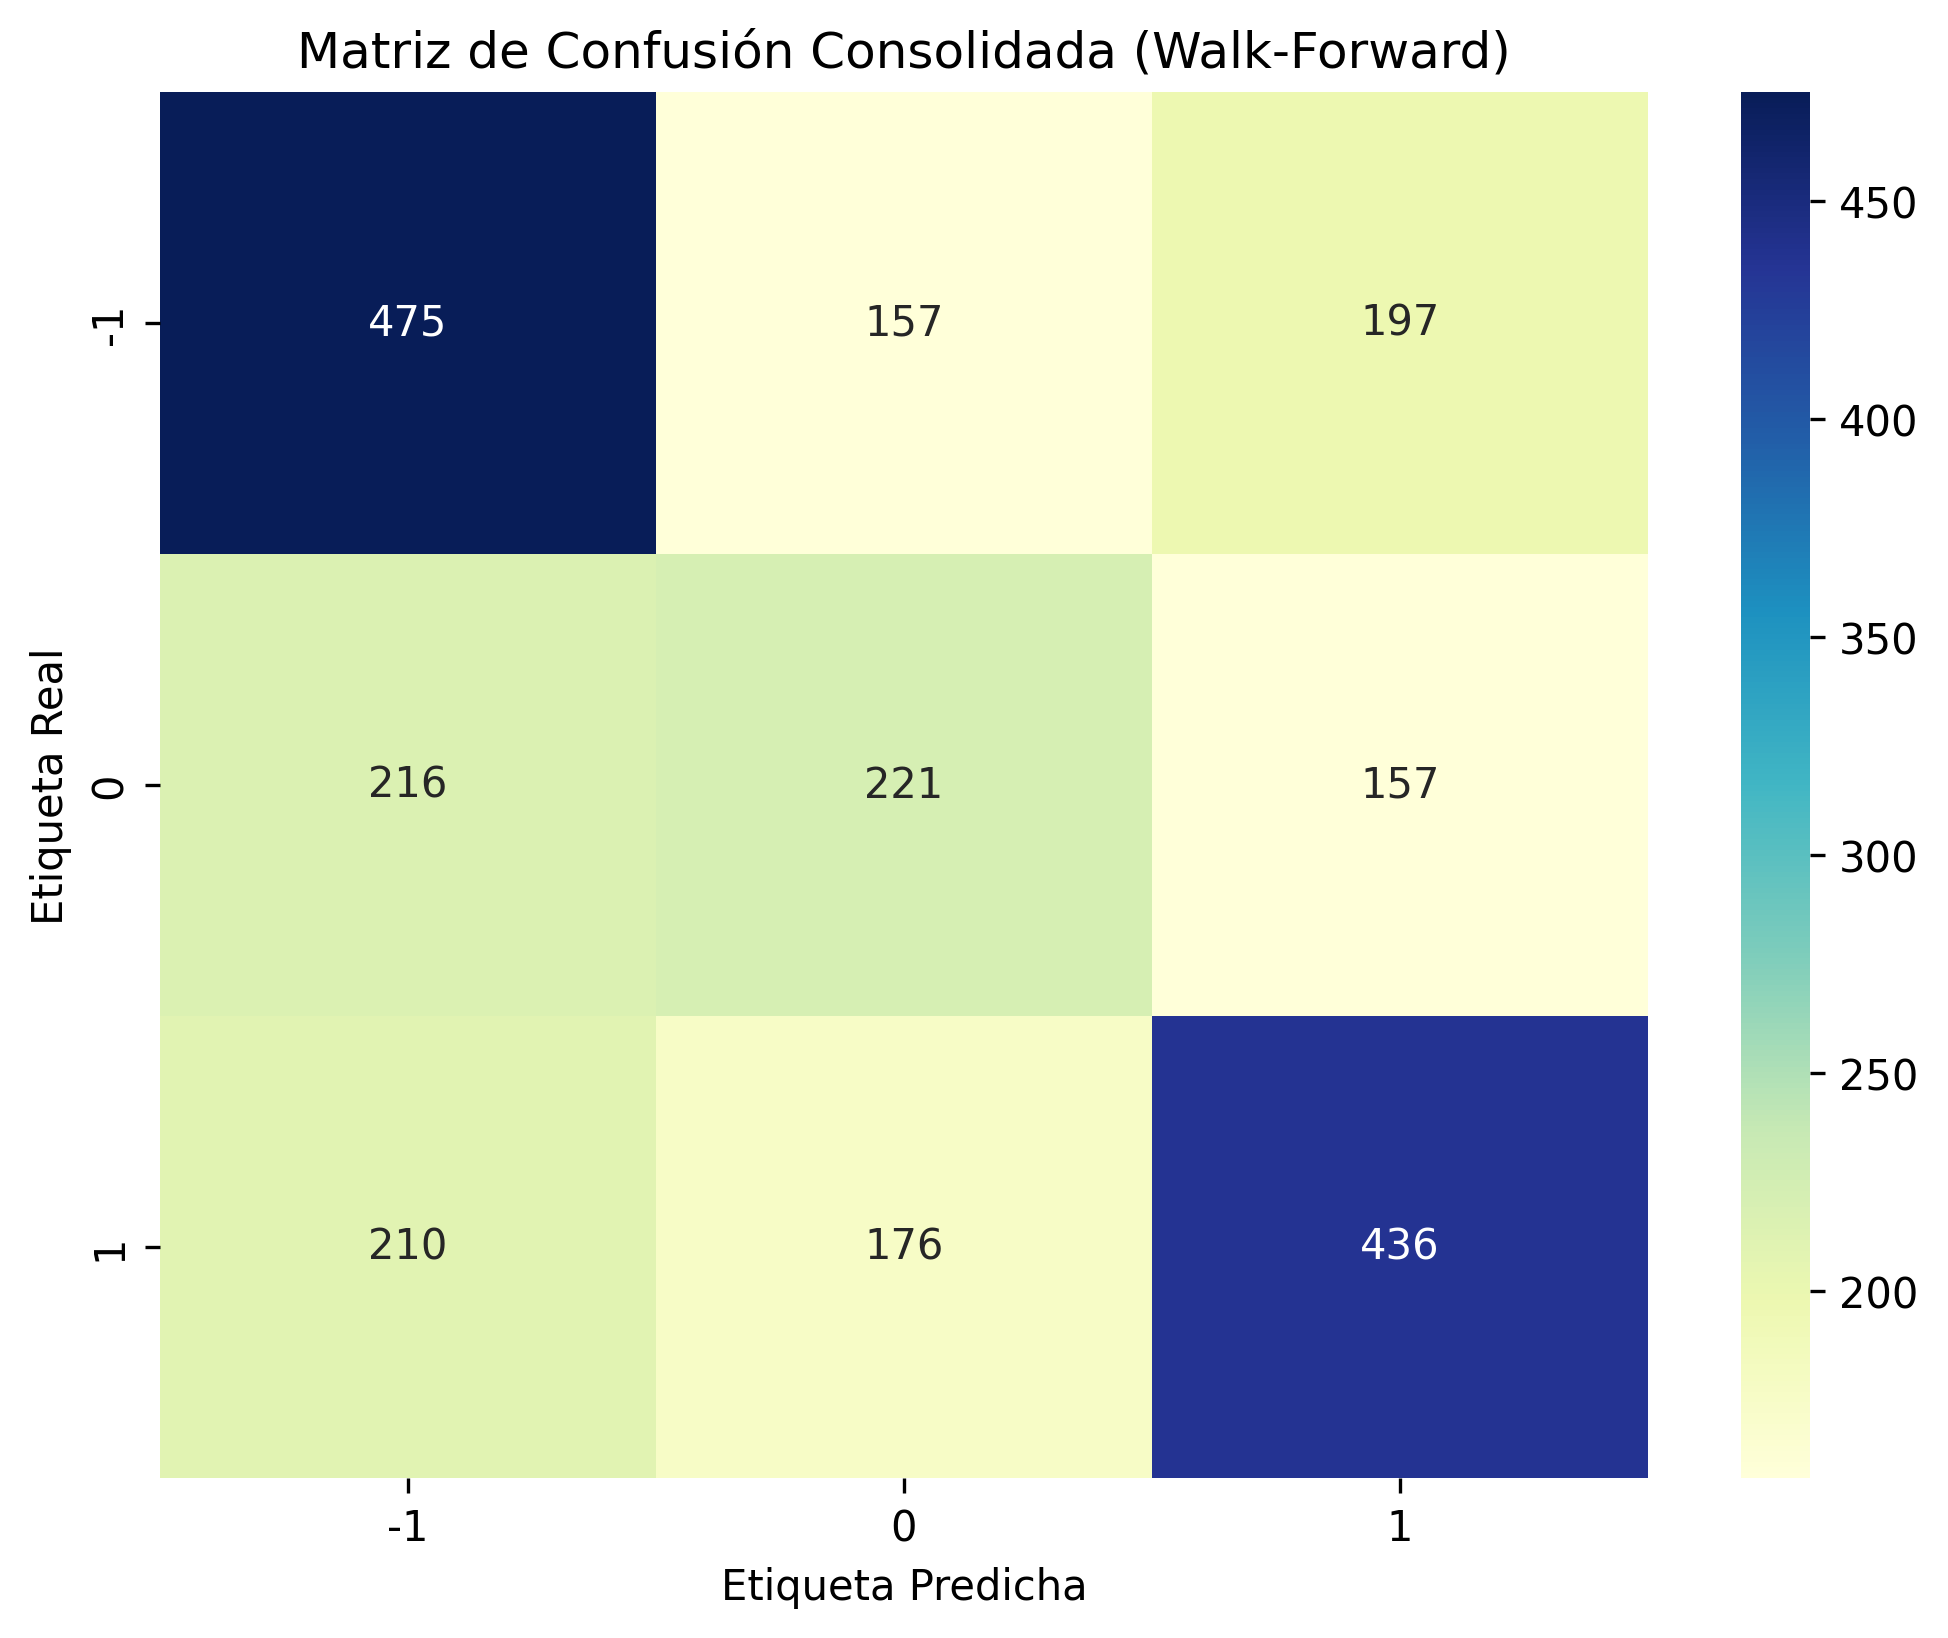 Matriz de Confusión Consolidada (Walk-Forward)
475 157 197
216 221 157
210 176 436
-1
0
1
Etiqueta Real
-1 0 1
Etiqueta Predicha
450
400
350
300
250
200